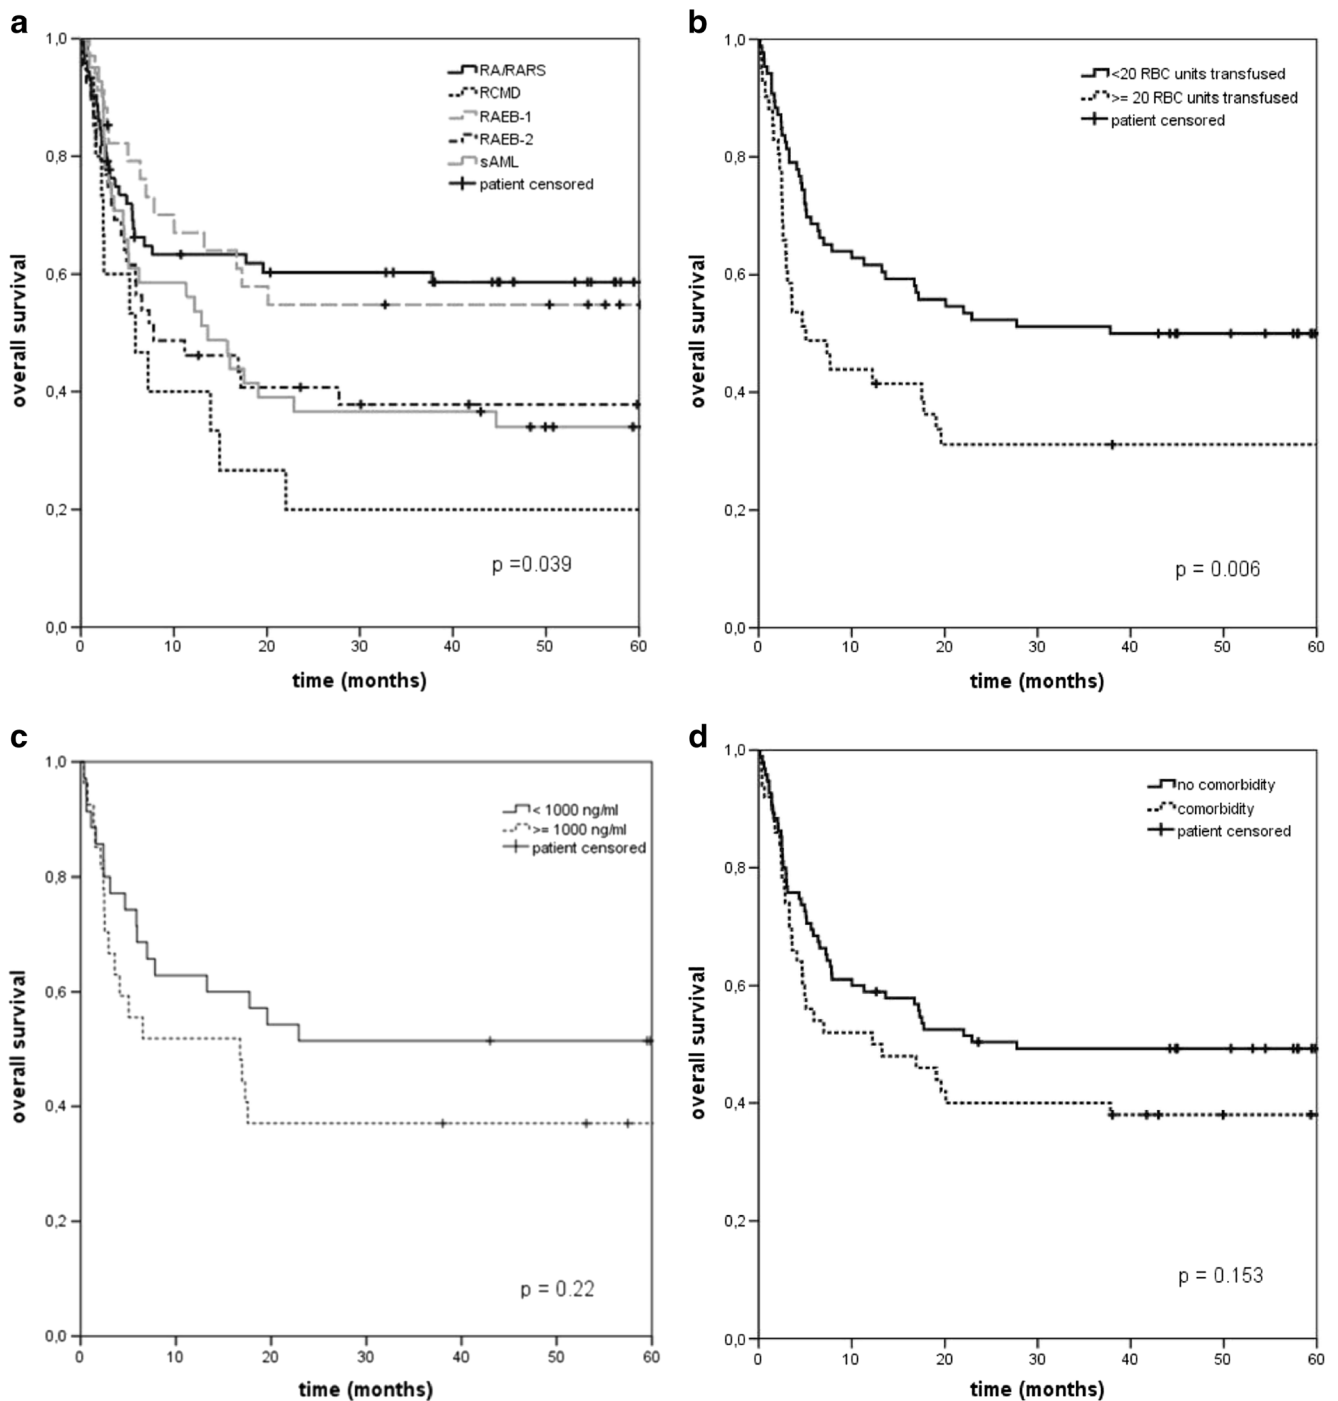 a
1,0
0,8
0,6
0,4
0,2
0,0
overall survival
RA/RARS
RCMD
RAEB-1
RAEB-2
sAML
patient censored
p =0.039
0 10 20 30 40 50 60
time (months)
b
1,0
0,8
0,6
0,4
0,2
0,0
overall survival
<20 RBC units transfused
>= 20 RBC units transfused
patient censored
p = 0.006
0 10 20 30 40 50 60
time (months)
c
1,0
0,8
0,6
0,4
0,2
0,0
overall survival
< 1000 ng/ml
>= 1000 ng/ml
patient censored
p = 0.22
0 10 20 30 40 50 60
time (months)
d
1,0
0,8
0,6
0,4
0,2
0,0
overall survival
no comorbidity
comorbidity
patient censored
p = 0.153
0 10 20 30 40 50 60
time (months)